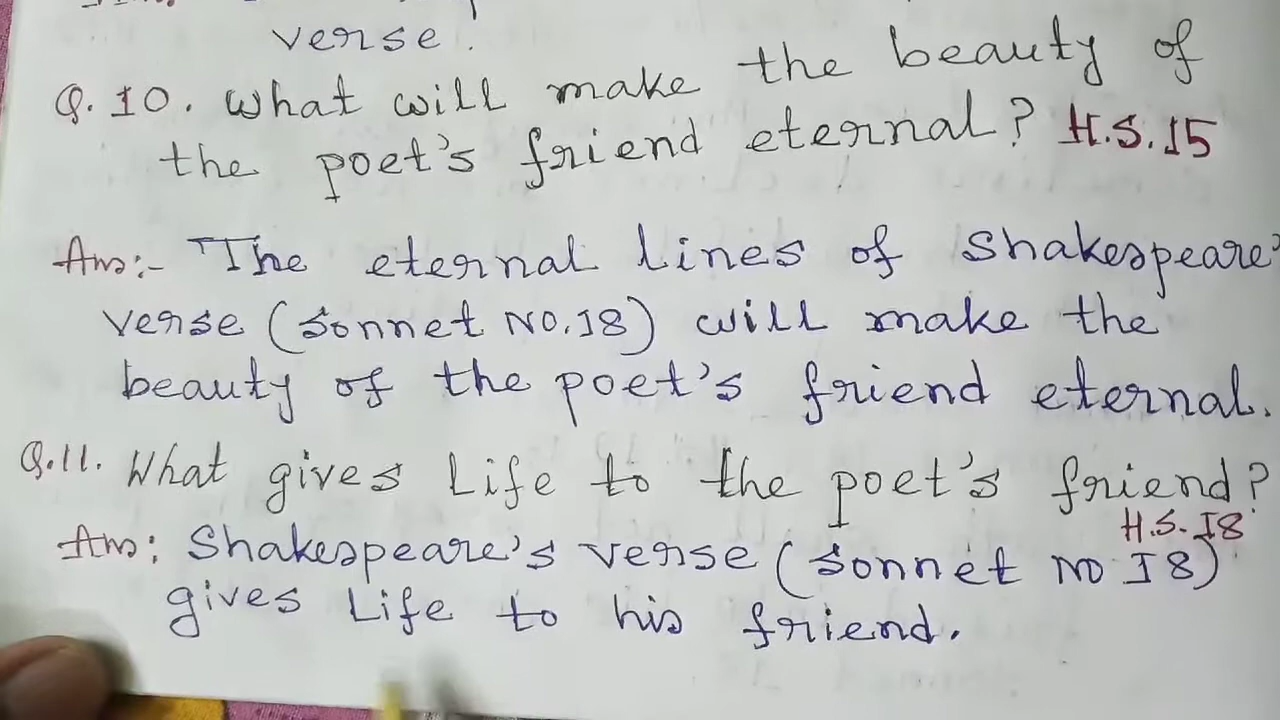 verse.
Q.10. What will make the beauty of
the poet's friend eternal? H.S.15
Ans:- The eternal lines of Shakespeare'
verse (Sonnet NO.18) will make the
beauty of the poet's friend eternal.
Q.11. What gives Life to the poet's friend?
H.S.18
Ans: Shakespeare's verse (Sonnet NO 18)
gives Life to his friend.